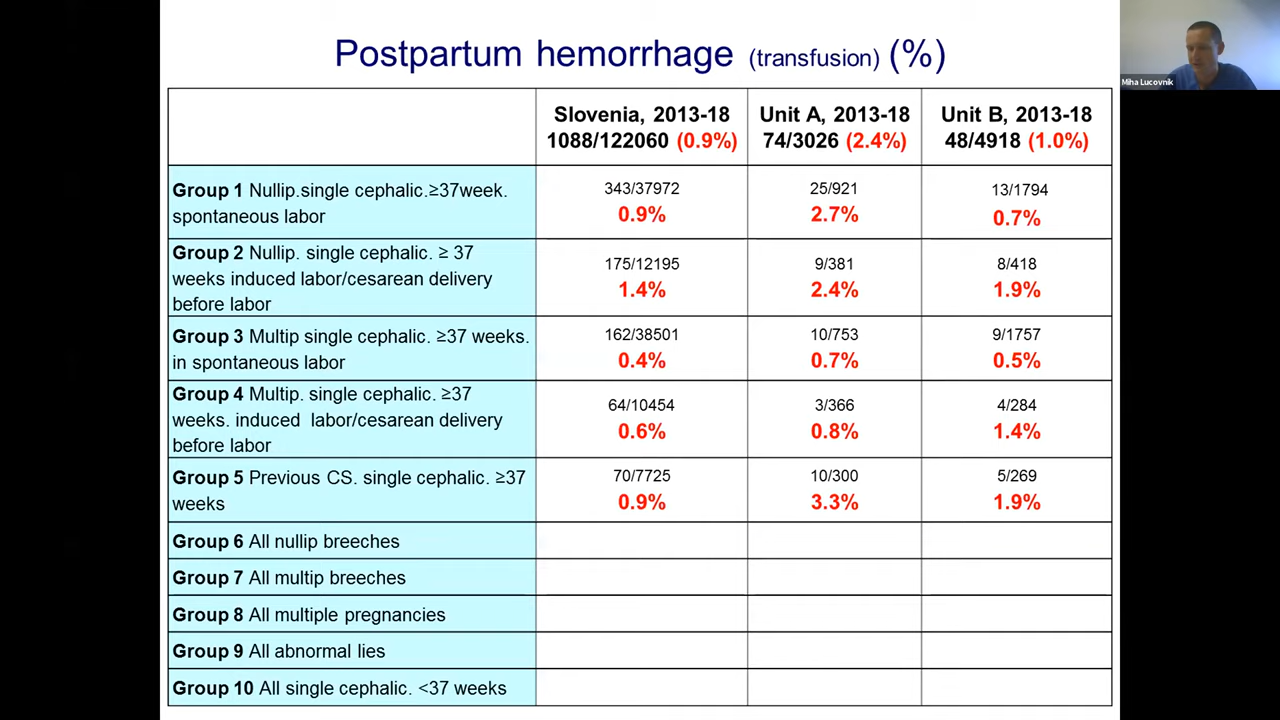 Postpartum hemorrhage (transfusion) (%)
Miha Lucovnik
Slovenia, 2013-18
1088/122060 (0.9%)
Unit A, 2013-18
74/3026 (2.4%)
Unit B, 2013-18
48/4918 (1.0%)
Group 1 Nullip.single cephalic.≥37week.
spontaneous labor
343/37972
0.9%
25/921
2.7%
13/1794
0.7%
Group 2 Nullip. single cephalic. ≥ 37
weeks induced labor/cesarean delivery
before labor
175/12195
1.4%
9/381
2.4%
8/418
1.9%
Group 3 Multip single cephalic. ≥37 weeks.
in spontaneous labor
162/38501
0.4%
10/753
0.7%
9/1757
0.5%
Group 4 Multip. single cephalic. ≥37
weeks. induced labor/cesarean delivery
before labor
64/10454
0.6%
3/366
0.8%
4/284
1.4%
Group 5 Previous CS. single cephalic. ≥37
weeks
70/7725
0.9%
10/300
3.3%
5/269
1.9%
Group 6 All nullip breeches
Group 7 All multip breeches
Group 8 All multiple pregnancies
Group 9 All abnormal lies
Group 10 All single cephalic. <37 weeks